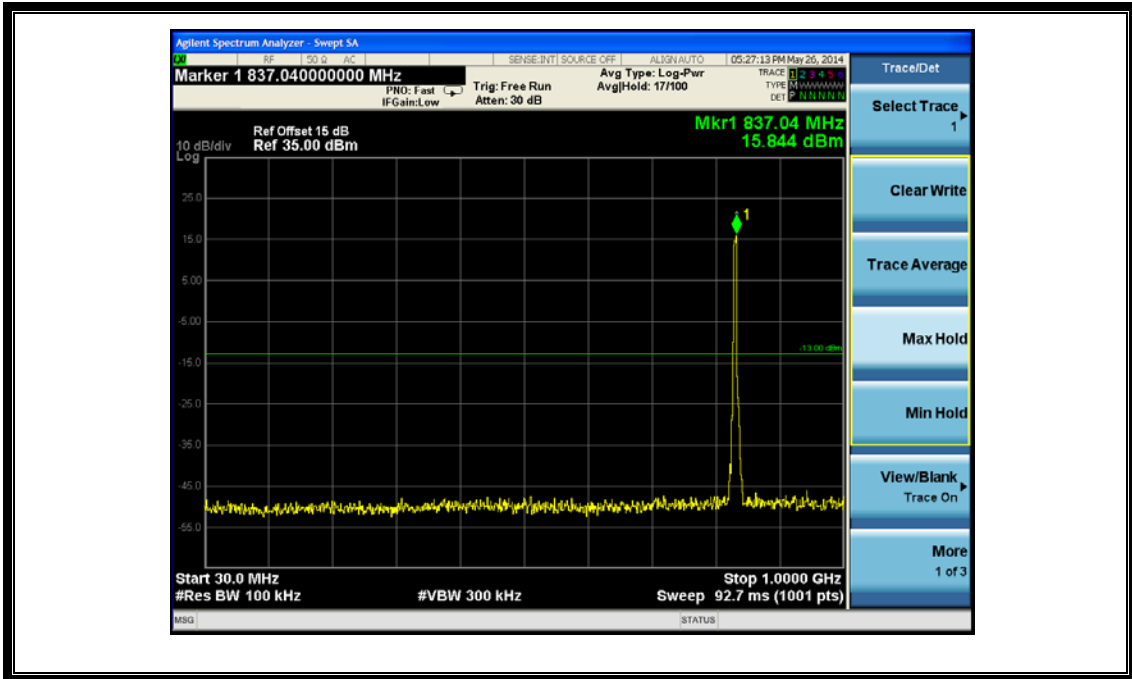 Agilent Spectrum Analyzer - Swept SA
RF 50 Ω AC SENSE:INT SOURCE OFF ALIGN AUTO 05:27:13 PM May 26, 2014
Marker 1 837.040000000 MHz
PNO: Fast
IFGain:Low
Trig: Free Run
Atten: 30 dB
Avg Type: Log-Pwr
Avg|Hold: 17/100
TRACE 1 2 3 4 5 6
TYPE M WWWWW
DET P N N N N N
Mkr1 837.04 MHz
15.844 dBm
Ref Offset 15 dB
10 dB/div Ref 35.00 dBm
Log
25.0
1
15.0
5.00
-5.00
-13.00 dBm
-15.0
-25.0
-35.0
-45.0
-55.0
Start 30.0 MHz Stop 1.0000 GHz
#Res BW 100 kHz #VBW 300 kHz Sweep 92.7 ms (1001 pts)
MSG STATUS
Trace/Det
Select Trace
1
Clear Write
Trace Average
Max Hold
Min Hold
View/Blank
Trace On
More
1 of 3